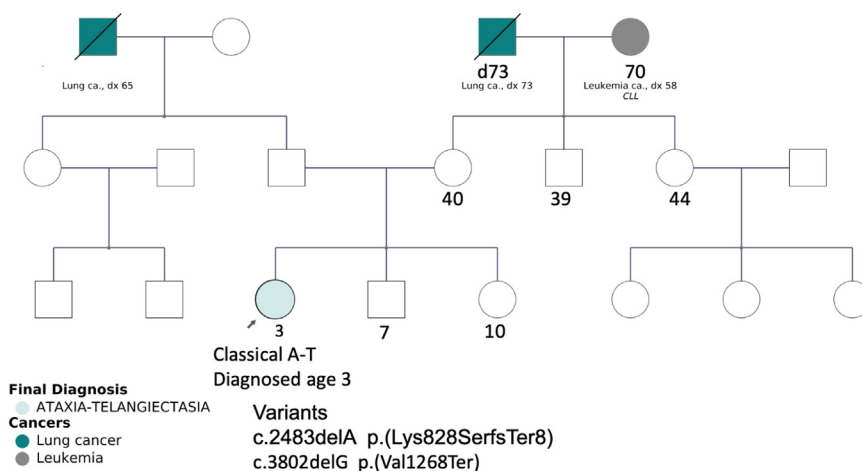 d73
70
Lung ca., dx 65
Lung ca., dx 73
Leukemia ca., dx 58
CLL
40
39
44
3
7
10
Classical A-T
Diagnosed age 3
Final Diagnosis
ATAXIA-TELANGIECTASIA
Cancers
Lung cancer
Leukemia
Variants
c.2483delA p.(Lys828SerfsTer8)
c.3802delG p.(Val1268Ter)